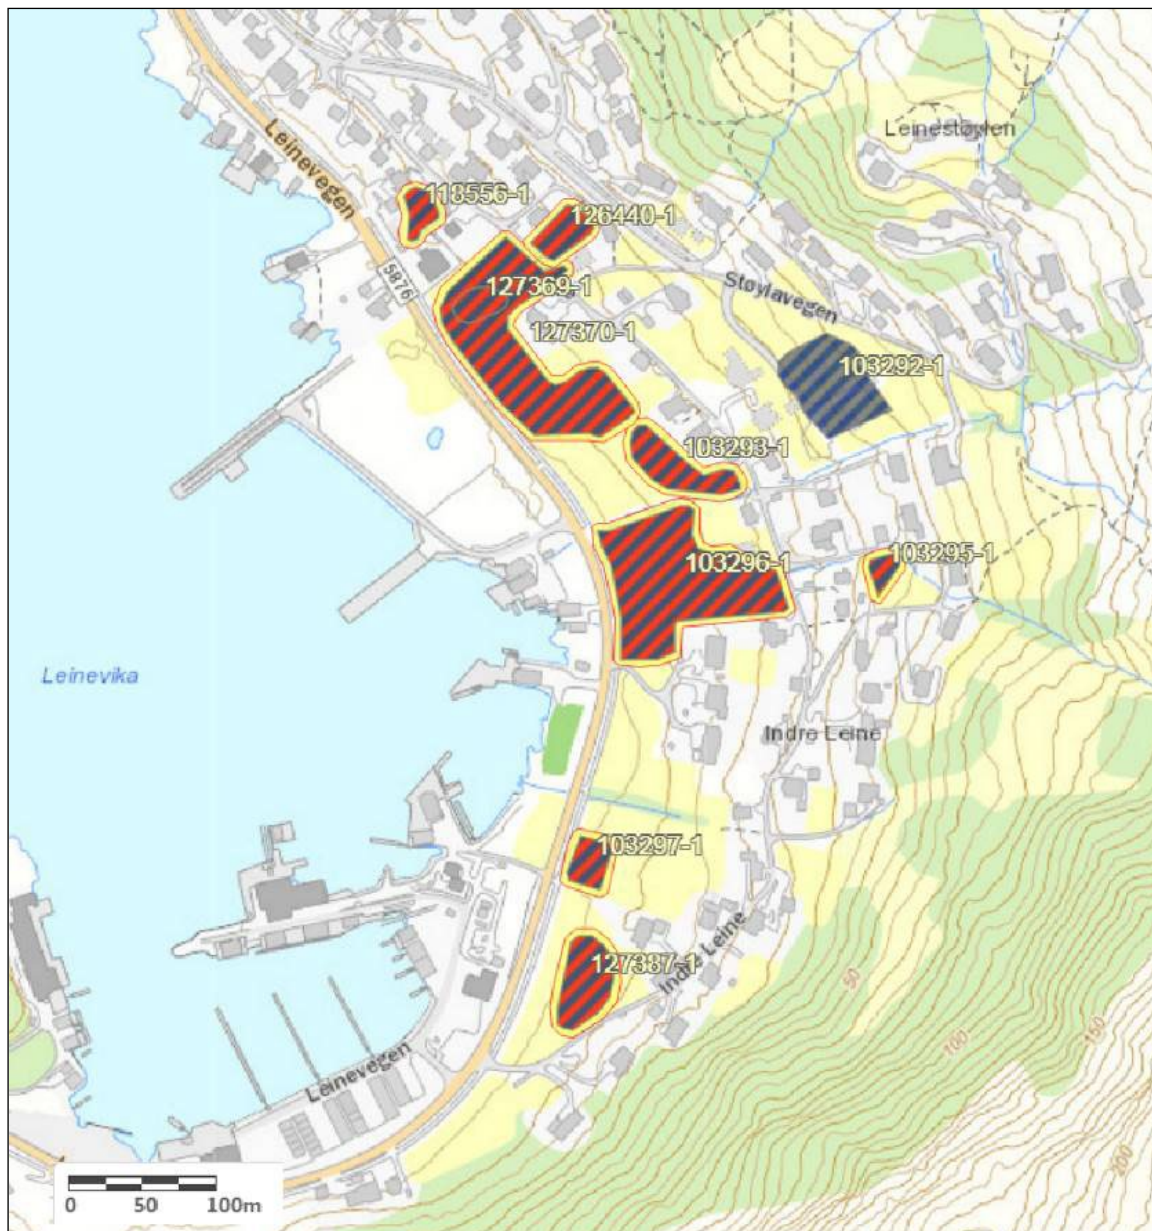 Leinevegen
Leinestøylen
118556-1
126440-1
5876
127369-1
Støylavegen
127370-1
103292-1
103293-1
103296-1
103295-1
Leinevika
Indre Leine
103297-1
Indre Leine
127387-1
50
100
150
Leinevegen
200
0 50 100m